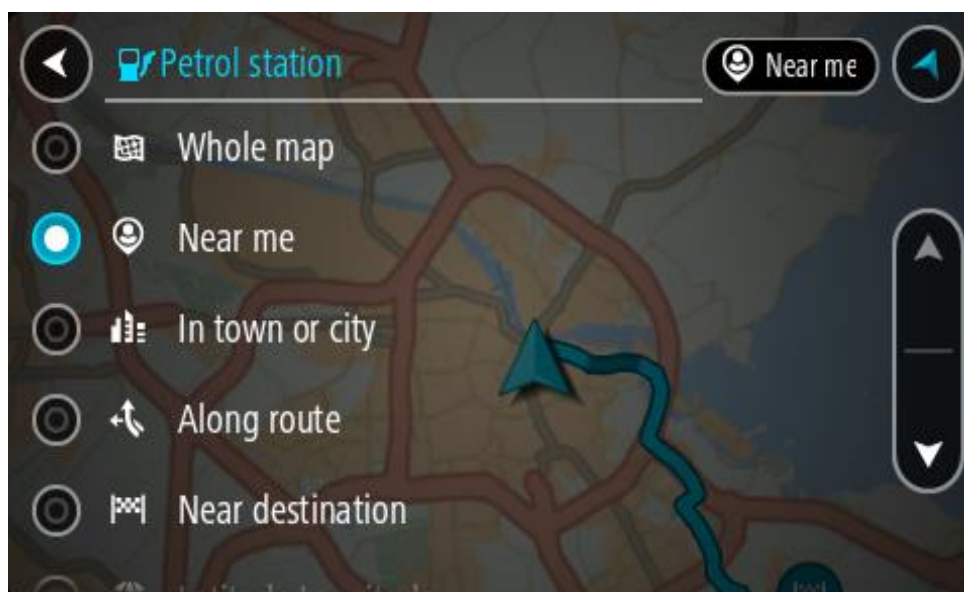 Petrol station
Near me
Whole map
Near me
In town or city
Along route
Near destination